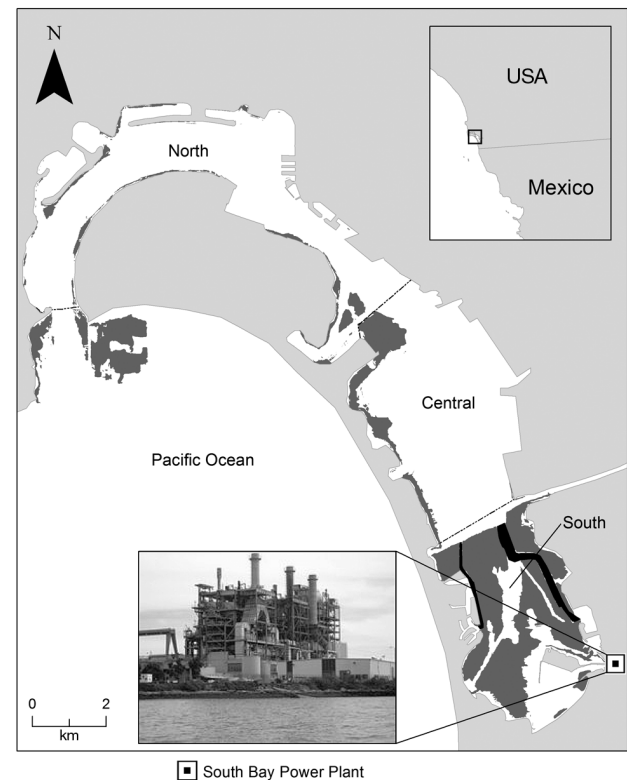 N
USA
Mexico
North
Central
Pacific Ocean
South
0 2
km
South Bay Power Plant